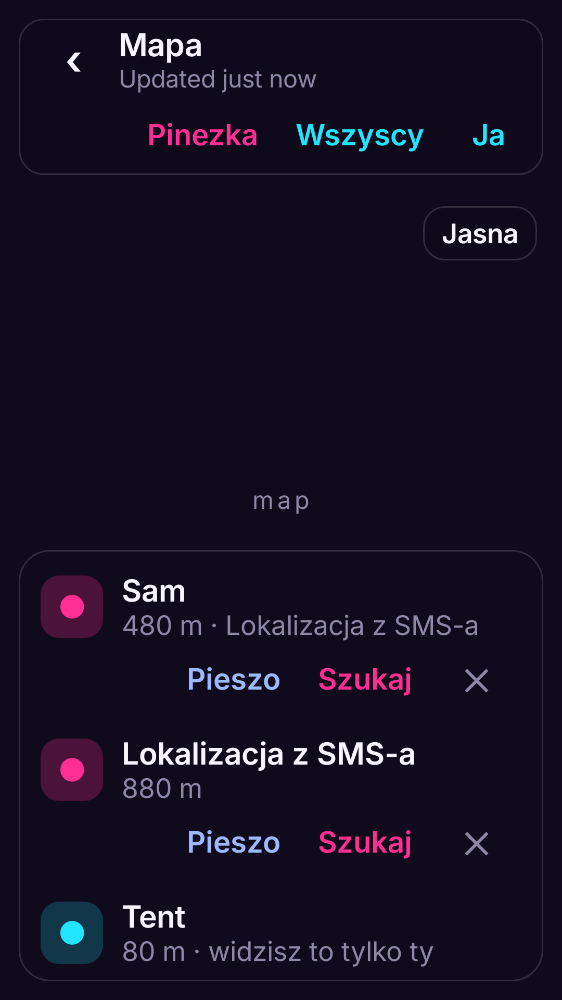 Mapa
Updated just now
Pinezka Wszyscy Ja
Jasna
map
Sam
480 m · Lokalizacja z SMS-a
Pieszo Szukaj
Lokalizacja z SMS-a
880 m
Pieszo Szukaj
Tent
80 m · widzisz to tylko ty